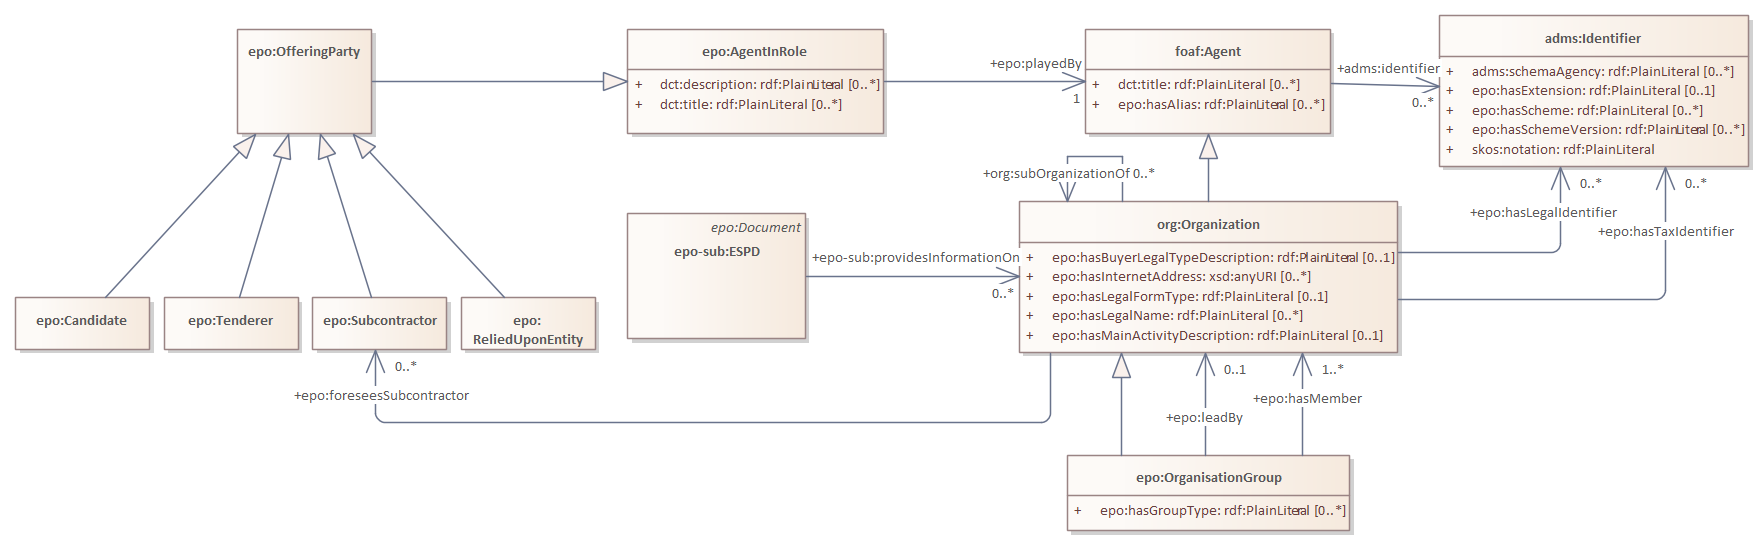 epo:OfferingParty
epo:AgentInRole
+ dct:description: rdf:PlainLiteral [0..*]
+ dct:title: rdf:PlainLiteral [0..*]
+epo:playedBy
1
foaf:Agent
+ dct:title: rdf:PlainLiteral [0..*]
+ epo:hasAlias: rdf:PlainLiteral [0..*]
+adms:identifier
0..*
adms:Identifier
+ adms:schemaAgency: rdf:PlainLiteral [0..*]
+ epo:hasExtension: rdf:PlainLiteral [0..1]
+ epo:hasScheme: rdf:PlainLiteral [0..*]
+ epo:hasSchemeVersion: rdf:PlainLiteral [0..*]
+ skos:notation: rdf:PlainLiteral
+org:subOrganizationOf 0..*
0..*
0..*
+epo:hasLegalIdentifier
+epo:hasTaxIdentifier
epo:Document
epo-sub:ESPD
+epo-sub:providesInformationOn
0..*
org:Organization
+ epo:hasBuyerLegalTypeDescription: rdf:PlainLiteral [0..1]
+ epo:hasInternetAddress: xsd:anyURI [0..*]
+ epo:hasLegalFormType: rdf:PlainLiteral [0..1]
+ epo:hasLegalName: rdf:PlainLiteral [0..*]
+ epo:hasMainActivityDescription: rdf:PlainLiteral [0..1]
epo:Candidate
epo:Tenderer
epo:Subcontractor
epo:
ReliedUponEntity
0..*
+epo:foreseesSubcontractor
0..1
1..*
+epo:hasMember
+epo:leadBy
epo:OrganisationGroup
+ epo:hasGroupType: rdf:PlainLiteral [0..*]